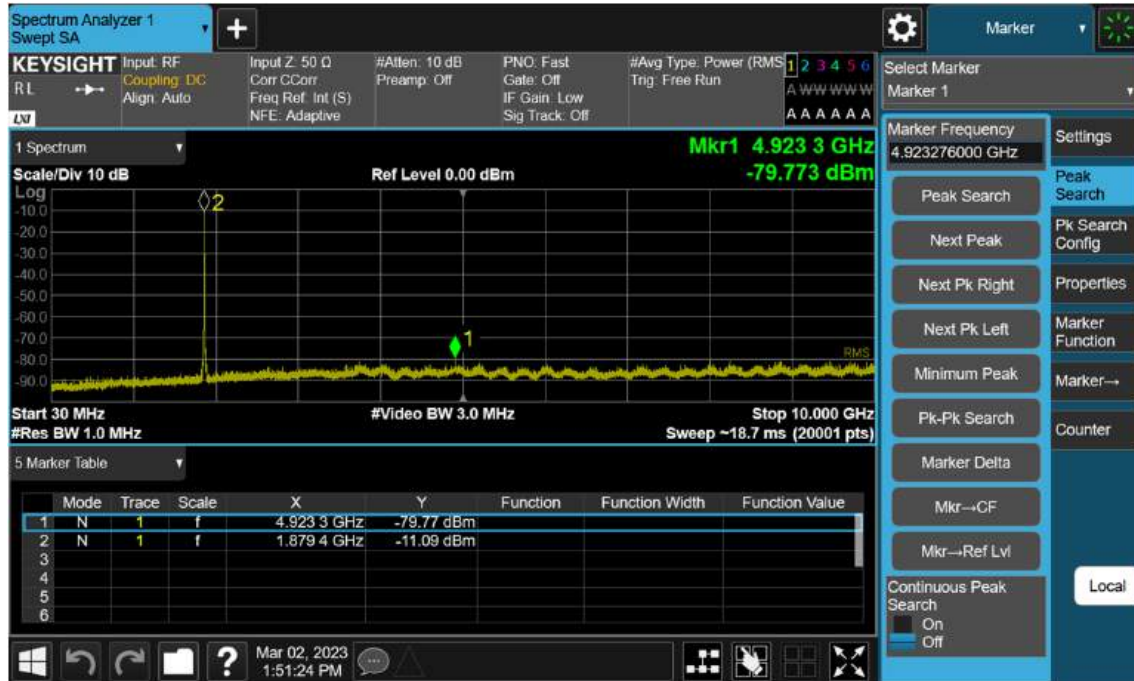 Spectrum Analyzer 1
Swept SA
Marker
KEYSIGHT
RL
LXI
Input: RF
Coupling: DC
Align: Auto
Input Z: 50 Ω
Corr CCorr
Freq Ref: Int (S)
NFE: Adaptive
#Atten: 10 dB
Preamp: Off
PNO: Fast
Gate: Off
IF Gain: Low
Sig Track: Off
#Avg Type: Power (RMS
Trig: Free Run
1 2 3 4 5 6
A W W W W W
A A A A A A
Select Marker
Marker 1
1 Spectrum
Mkr1 4.923 3 GHz
-79.773 dBm
Scale/Div 10 dB
Ref Level 0.00 dBm
Log
-10.0
-20.0
-30.0
-40.0
-50.0
-60.0
-70.0
-80.0
-90.0
2
1
RMS
Start 30 MHz
#Video BW 3.0 MHz
Stop 10.000 GHz
#Res BW 1.0 MHz
Sweep ~18.7 ms (20001 pts)
5 Marker Table
Mode Trace Scale X Y Function Function Width Function Value
1 N 1 f 4.923 3 GHz -79.77 dBm
2 N 1 f 1.879 4 GHz -11.09 dBm
3
4
5
6
Marker Frequency
4.923276000 GHz
Peak Search
Next Peak
Next Pk Right
Next Pk Left
Minimum Peak
Pk-Pk Search
Marker Delta
Mkr→CF
Mkr→Ref Lvl
Continuous Peak
Search
On
Off
Settings
Peak
Search
Pk Search
Config
Properties
Marker
Function
Marker→
Counter
Local
?
Mar 02, 2023
1:51:24 PM